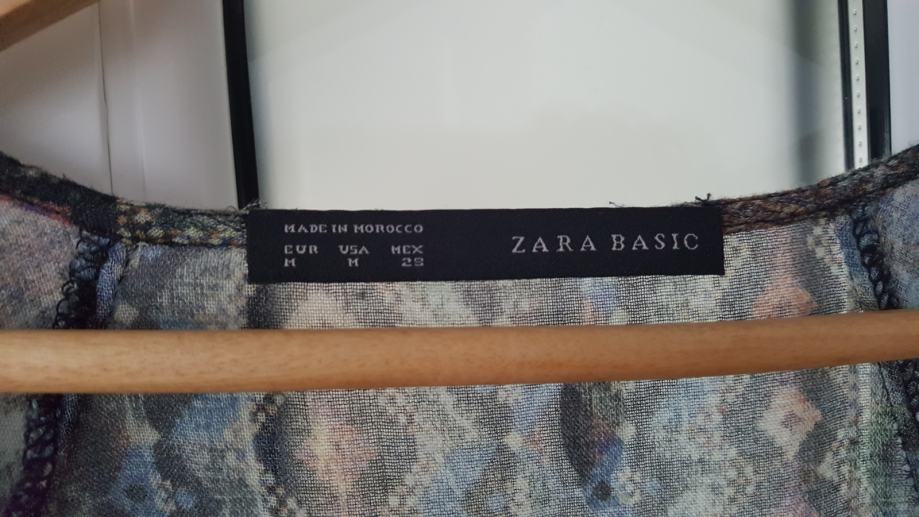 MADE IN MOROCCO
EUR USA MEX
M M 28
ZARA BASIC